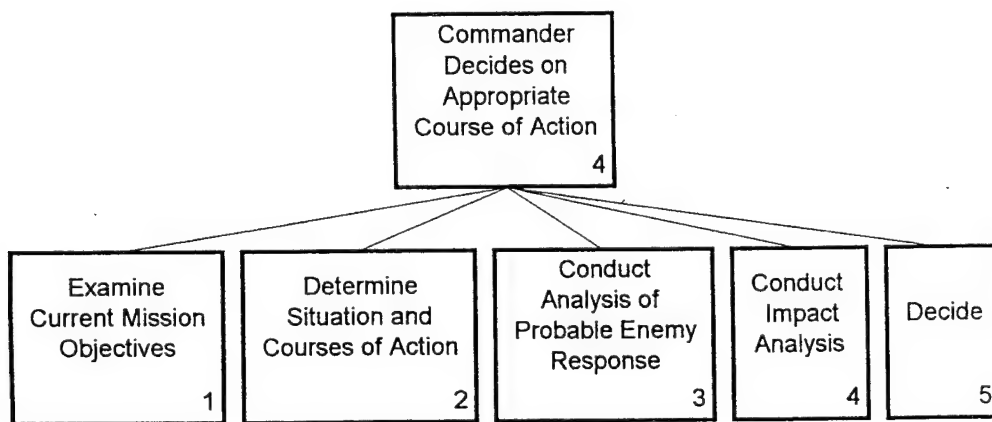 Commander
Decides on
Appropriate
Course of Action
4
Examine
Current Mission
Objectives
1
Determine
Situation and
Courses of Action
2
Conduct
Analysis of
Probable Enemy
Response
3
Conduct
Impact
Analysis
4
Decide
5